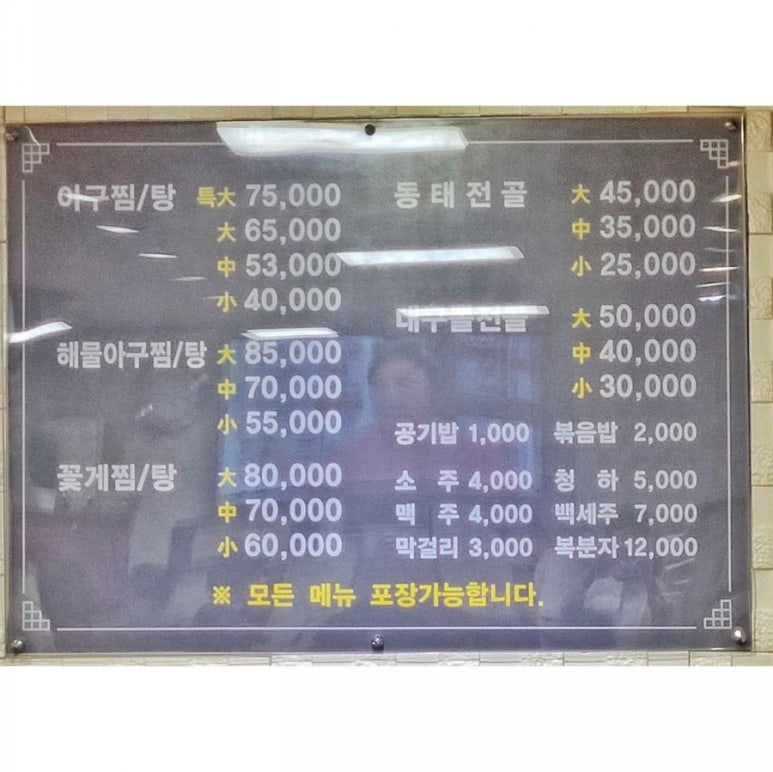 아구찜/탕 특大 75,000
大 65,000
中 53,000
小 40,000
해물아구찜/탕 大 85,000
中 70,000
小 55,000
꽃게찜/탕 大 80,000
中 70,000
小 60,000
동태전골 大 45,000
中 35,000
小 25,000
大 50,000
中 40,000
小 30,000
공기밥 1,000 볶음밥 2,000
소 주 4,000 청 하 5,000
맥 주 4,000 백세주 7,000
막걸리 3,000 복분자 12,000
※ 모든 메뉴 포장가능합니다.